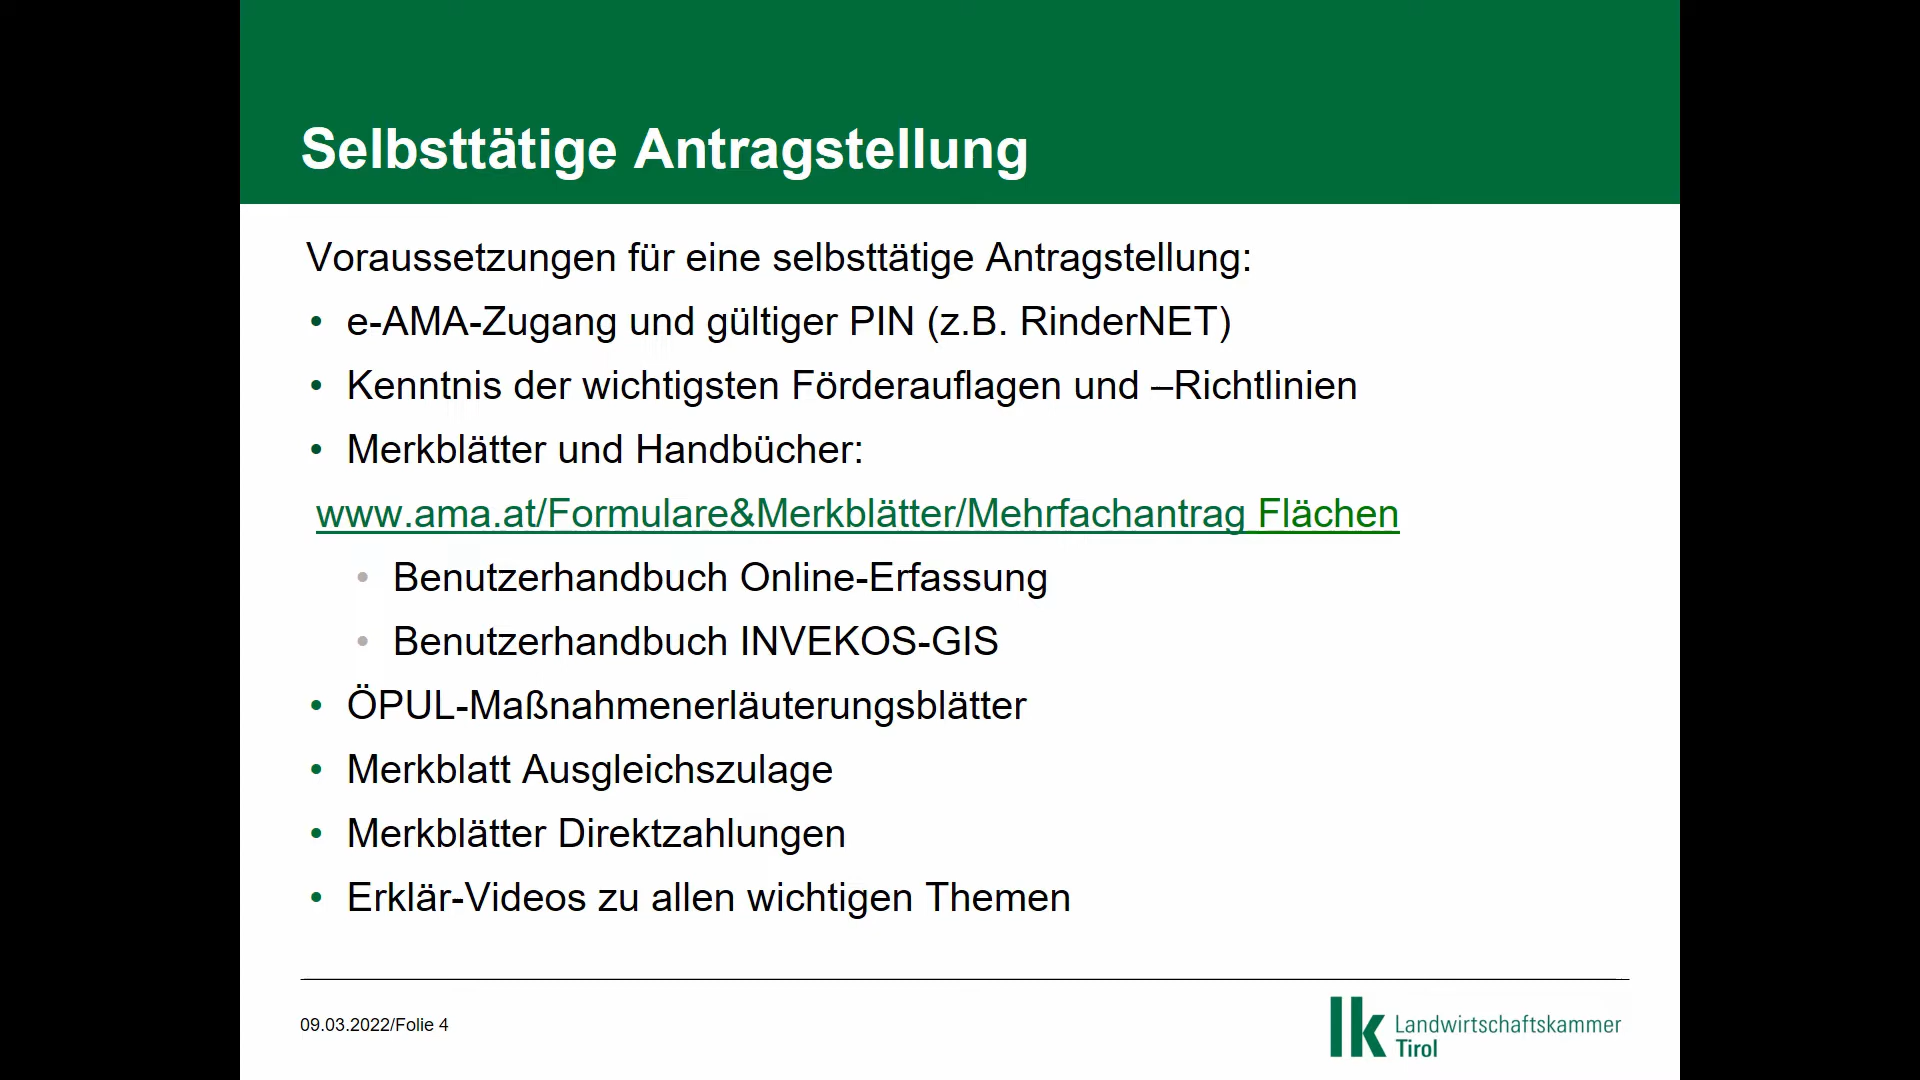 Selbsttätige Antragstellung
Voraussetzungen für eine selbsttätige Antragstellung:
• e-AMA-Zugang und gültiger PIN (z.B. RinderNET)
• Kenntnis der wichtigsten Förderauflagen und –Richtlinien
• Merkblätter und Handbücher:
www.ama.at/Formulare&Merkblätter/Mehrfachantrag Flächen
• Benutzerhandbuch Online-Erfassung
• Benutzerhandbuch INVEKOS-GIS
• ÖPUL-Maßnahmenerläuterungsblätter
• Merkblatt Ausgleichszulage
• Merkblätter Direktzahlungen
• Erklär-Videos zu allen wichtigen Themen
09.03.2022/Folie 4
lk Landwirtschaftskammer
Tirol